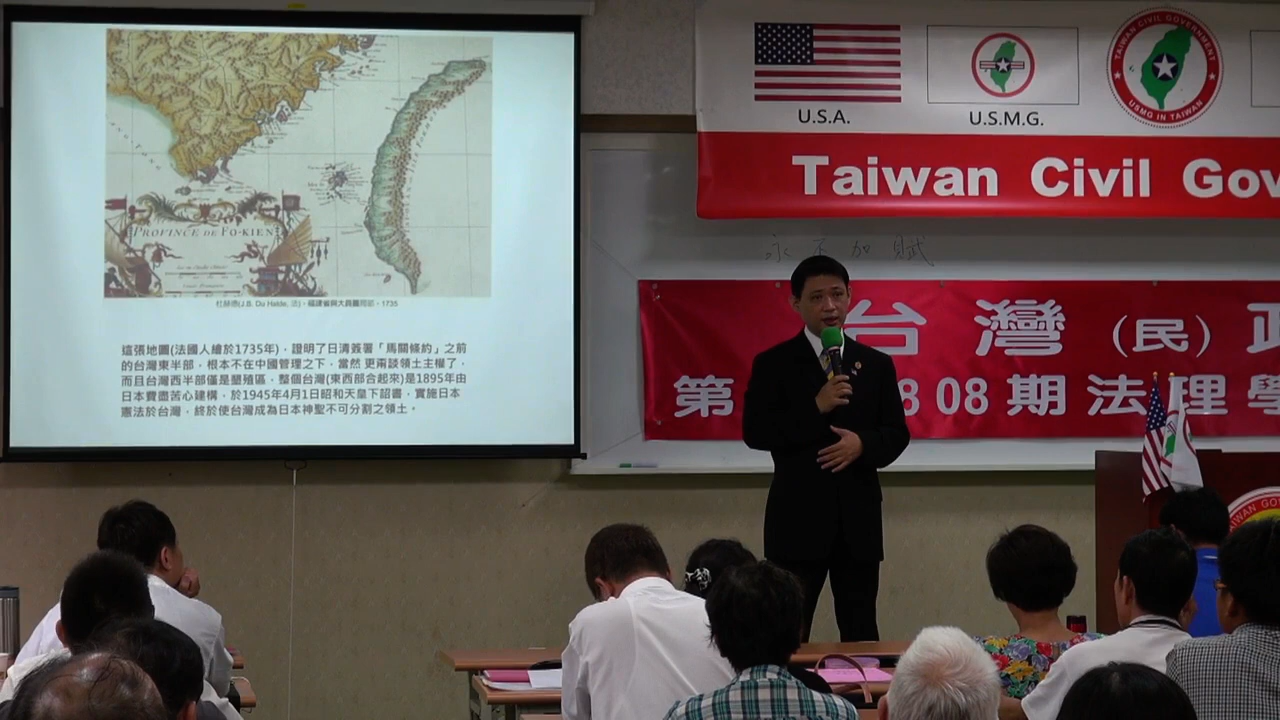 PROVINCE DE FO-KIEN
杜赫德(J.B. Du Halde, 法),福建省與大員圖局部,1735
這張地圖(法國人繪於1735年),證明了日清簽署「馬關條約」之前
的台灣東半部,根本不在中國管理之下,當然 更甭談領土主權了,
而且台灣西半部僅是墾殖區,整個台灣(東西部合起來)是1895年由
日本費盡苦心建構,於1945年4月1日昭和天皇下詔書,實施日本
憲法於台灣,終於使台灣成為日本神聖不可分割之領土。
U.S.A.
U.S.M.G.
TAIWAN CIVIL GOVERNMENT
USMG IN TAIWAN
Taiwan Civil Gov
永不加賦
台灣(民)政
第 808期法理學
TAIWAN GO